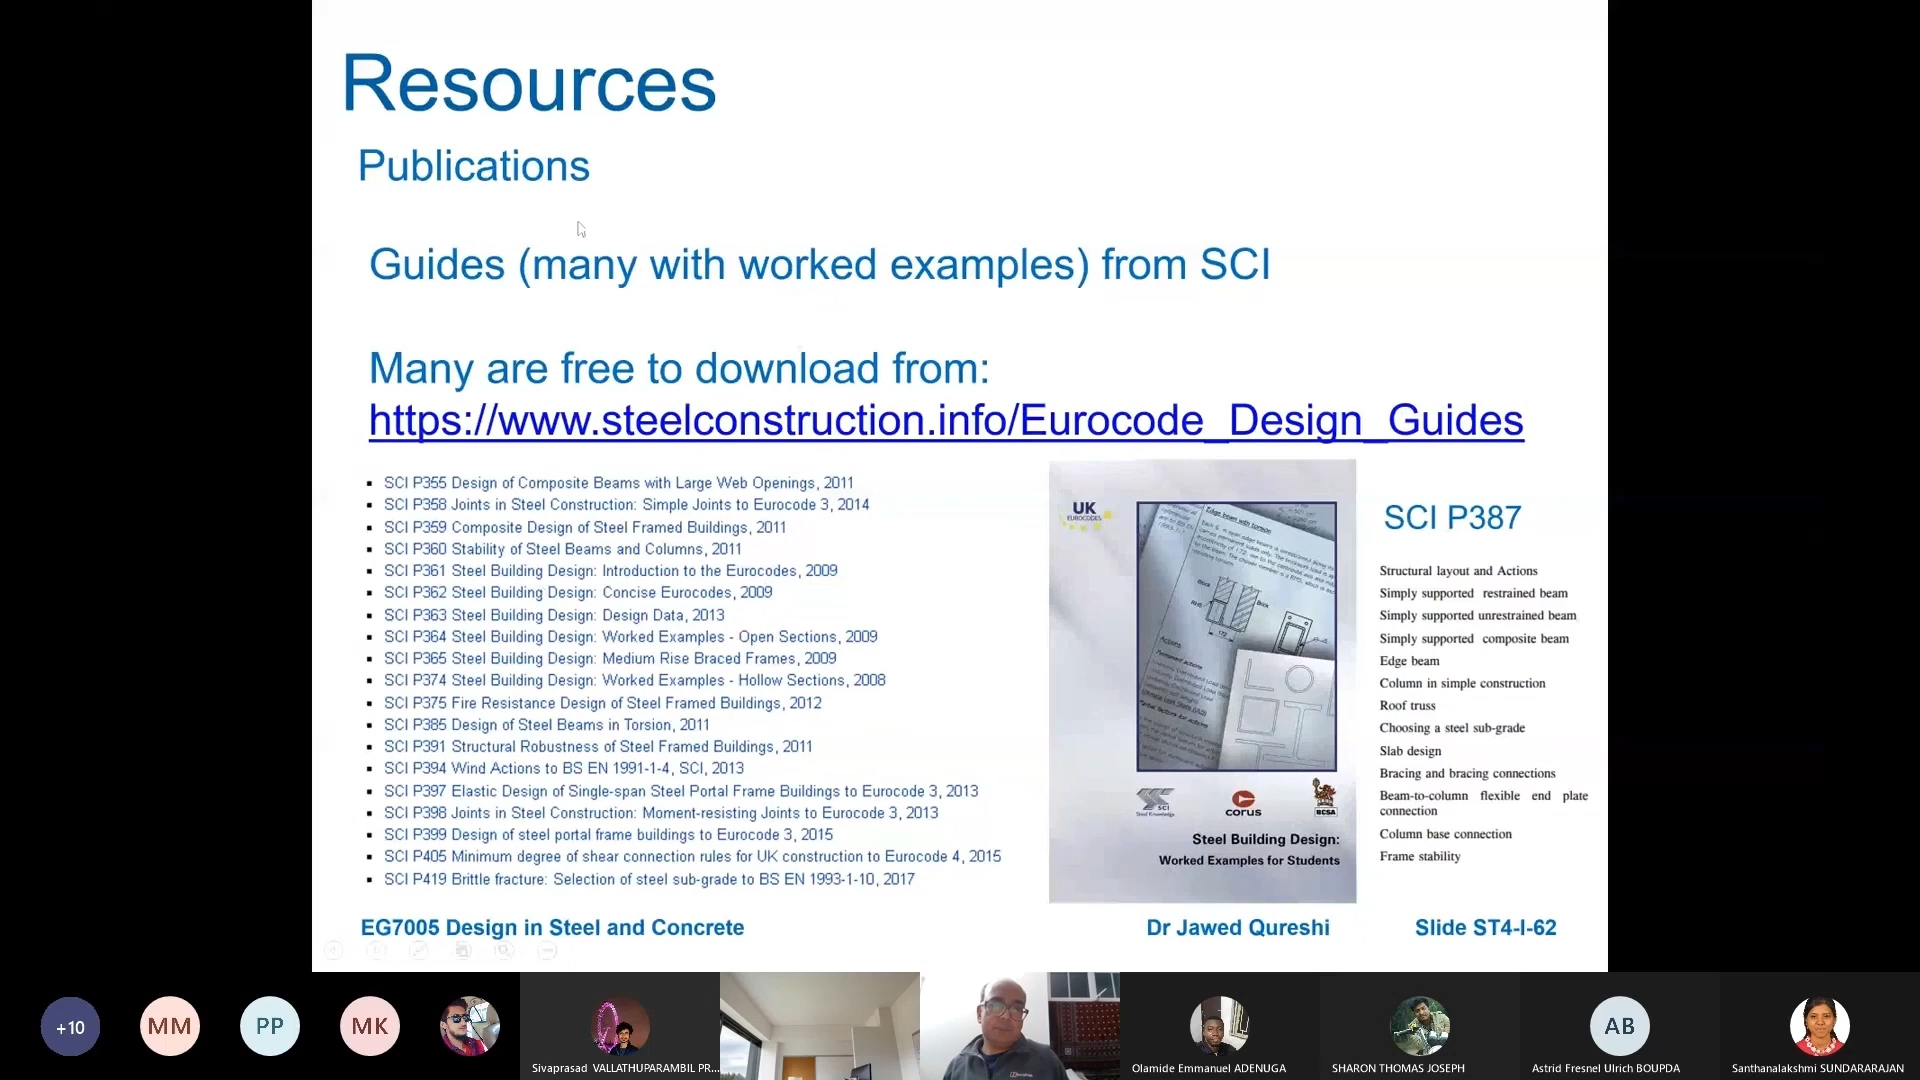 Resources
Publications
Guides (many with worked examples) from SCI
Many are free to download from:
https://www.steelconstruction.info/Eurocode_Design_Guides
SCI P355 Design of Composite Beams with Large Web Openings, 2011
SCI P358 Joints in Steel Construction: Simple Joints to Eurocode 3, 2014
SCI P359 Composite Design of Steel Framed Buildings, 2011
SCI P360 Stability of Steel Beams and Columns, 2011
SCI P361 Steel Building Design: Introduction to the Eurocodes, 2009
SCI P362 Steel Building Design: Concise Eurocodes, 2009
SCI P363 Steel Building Design: Design Data, 2013
SCI P364 Steel Building Design: Worked Examples - Open Sections, 2009
SCI P365 Steel Building Design: Medium Rise Braced Frames, 2009
SCI P374 Steel Building Design: Worked Examples - Hollow Sections, 2008
SCI P375 Fire Resistance Design of Steel Framed Buildings, 2012
SCI P385 Design of Steel Beams in Torsion, 2011
SCI P391 Structural Robustness of Steel Framed Buildings, 2011
SCI P394 Wind Actions to BS EN 1991-1-4, SCI, 2013
SCI P397 Elastic Design of Single-span Steel Portal Frame Buildings to Eurocode 3, 2013
SCI P398 Joints in Steel Construction: Moment-resisting Joints to Eurocode 3, 2013
SCI P399 Design of steel portal frame buildings to Eurocode 3, 2015
SCI P405 Minimum degree of shear connection rules for UK construction to Eurocode 4, 2015
SCI P419 Brittle fracture: Selection of steel sub-grade to BS EN 1993-1-10, 2017
UK
EUROCODES
Edge beam with torsion
Brick
Brick
RHS
172
Actions
Permanent actions
SCI
Steel Knowledge
corus
BCSA
Steel Building Design:
Worked Examples for Students
SCI P387
Structural layout and Actions
Simply supported restrained beam
Simply supported unrestrained beam
Simply supported composite beam
Edge beam
Column in simple construction
Roof truss
Choosing a steel sub-grade
Slab design
Bracing and bracing connections
Beam-to-column flexible end plate
connection
Column base connection
Frame stability
EG7005 Design in Steel and Concrete
Dr Jawed Qureshi
Slide ST4-I-62
+10
MM
PP
MK
Sivaprasad VALLATHUPARAMBIL PR...
Olamide Emmanuel ADENUGA
SHARON THOMAS JOSEPH
AB
Astrid Fresnel Ulrich BOUPDA
Santhanalakshmi SUNDARARAJAN